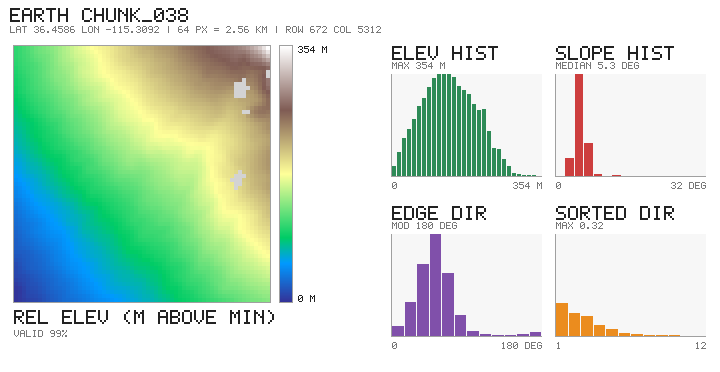 EARTH CHUNK_038
LAT 36.4586 LON -115.3092 | 64 PX = 2.56 KM | ROW 672 COL 5312
354 M
0 M
REL ELEV (M ABOVE MIN)
VALID 99%
ELEV HIST
MAX 354 M
0 354 M
SLOPE HIST
MEDIAN 5.3 DEG
0 32 DEG
EDGE DIR
MOD 180 DEG
0 180 DEG
SORTED DIR
MAX 0.32
1 12